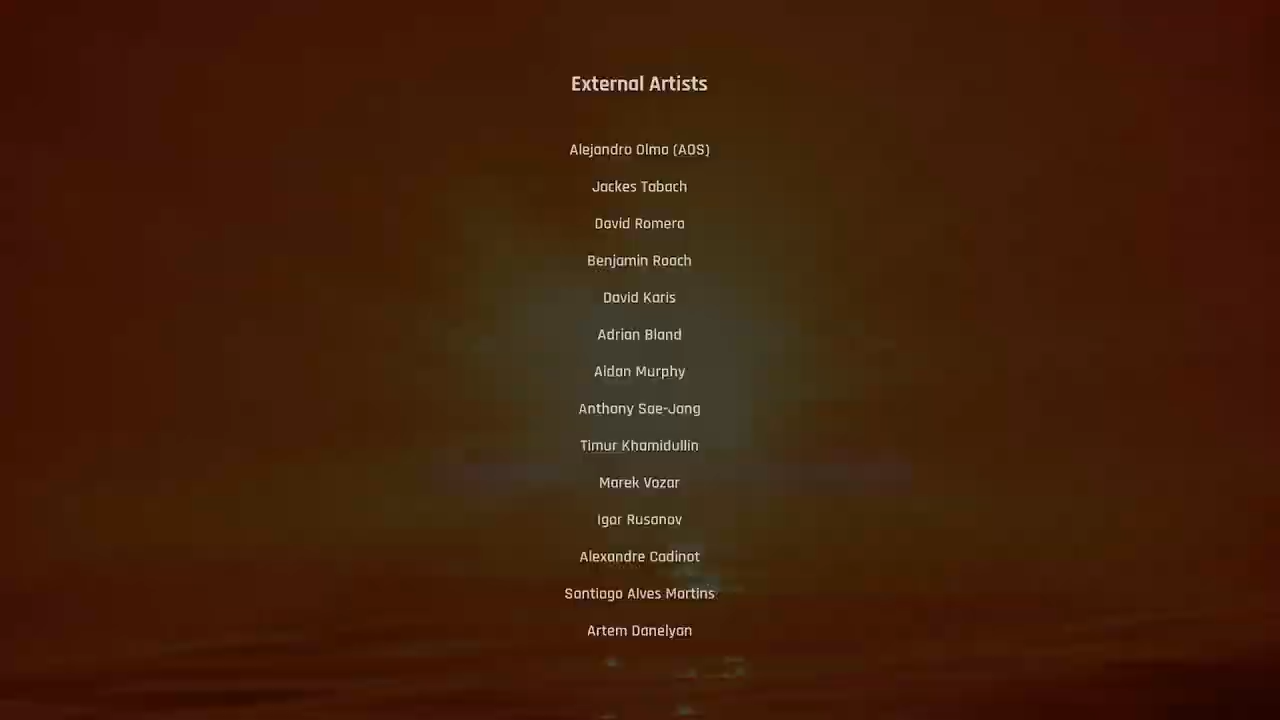 External Artists
Alejandro Olmo (AOS)
Jackes Tabach
David Romero
Benjamin Roach
David Karis
Adrian Bland
Aidan Murphy
Anthony Sae-Jang
Timur Khamidullin
Marek Vozar
Igor Rusanov
Alexandre Cadinot
Santiago Alves Martins
Artem Danelyan